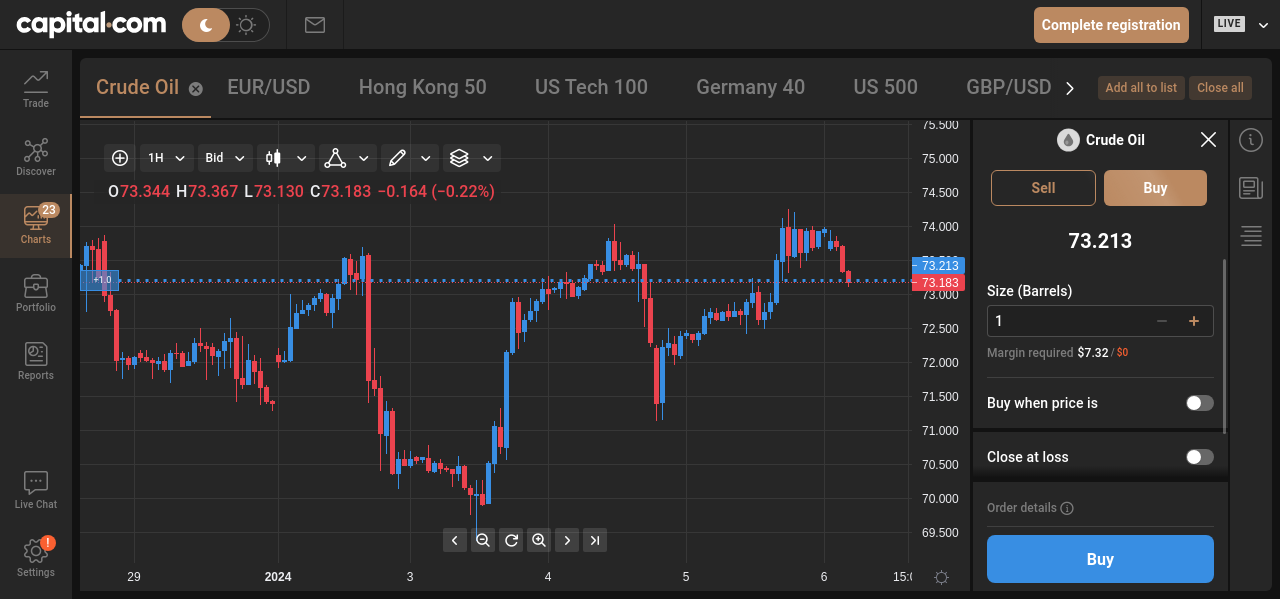 capital.com
Complete registration
LIVE
Trade
Discover
23
Charts
Portfolio
Reports
Live Chat
!
Settings
Crude Oil
EUR/USD
Hong Kong 50
US Tech 100
Germany 40
US 500
GBP/USD
Add all to list
Close all
1H
Bid
O73.344 H73.367 L73.130 C73.183 −0.164 (−0.22%)
+1.0
75.500
75.000
74.500
74.000
73.213
73.183
73.000
72.500
72.000
71.500
71.000
70.500
70.000
69.500
29
2024
3
4
5
6
Crude Oil
Sell
Buy
73.213
Size (Barrels)
1
Margin required $7.32 / $0
Buy when price is
Close at loss
Order details
Buy